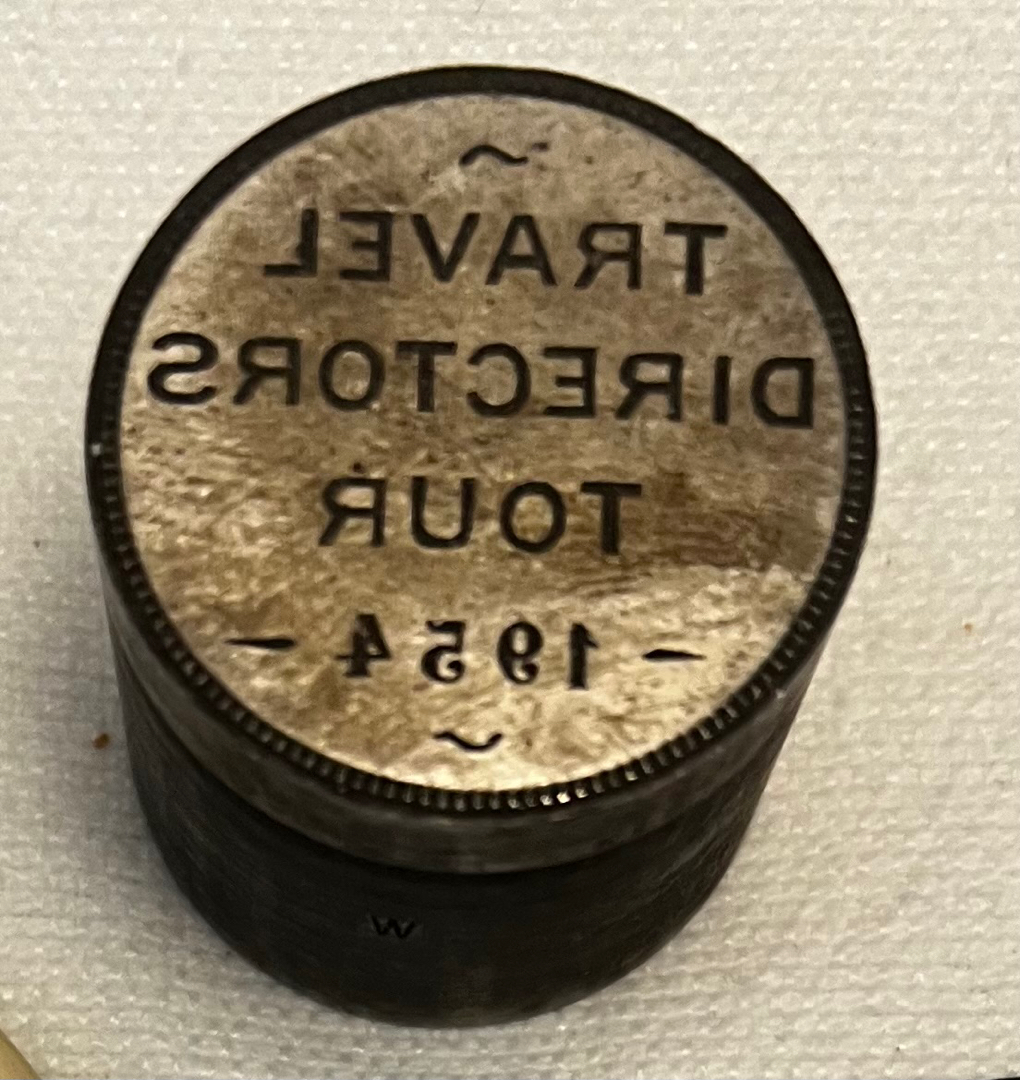 ~
TRAVEL
DIRECTORS
TOUR
- 1954 -
~
W